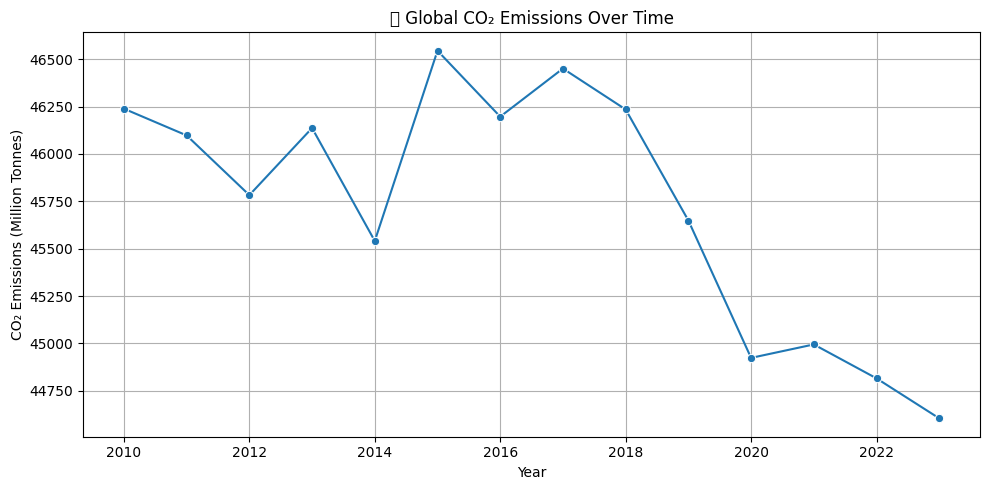 Global CO₂ Emissions Over Time
CO₂ Emissions (Million Tonnes)
46500
46250
46000
45750
45500
45250
45000
44750
2010 2012 2014 2016 2018 2020 2022
Year